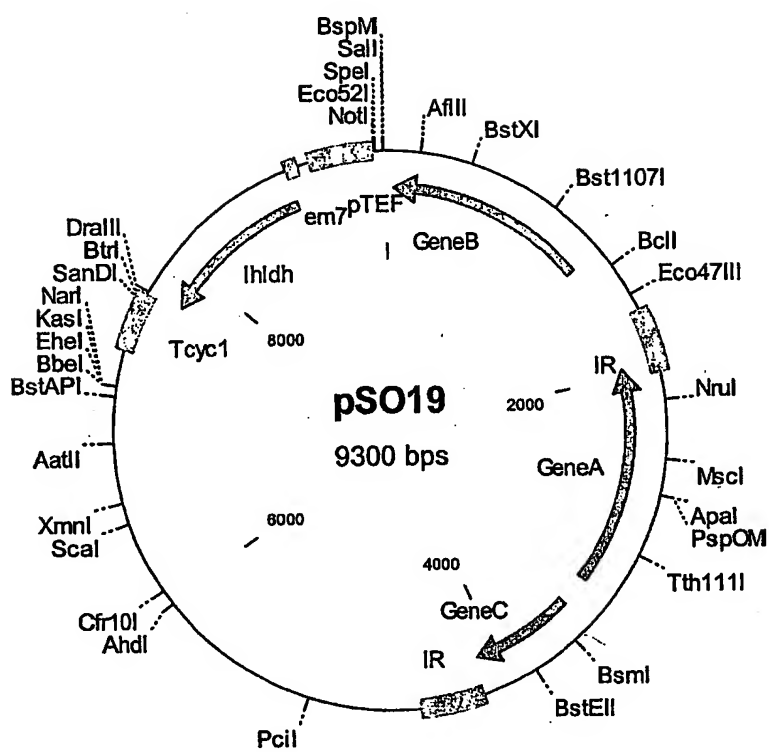 BspMI
SalI
SpeI
Eco52I
NotI
AflII
BstXI
Bst1107I
BclI
Eco47III
em7
pTEF
GeneB
DraIII
BtrI
SanDI
NarI
KasI
EheI
BbeI
BstAPI
lhldh
Tcyc1
8000
IR
2000
NruI
pSO19
9300 bps
GeneA
MscI
AatII
ApaI
PspOMI
XmnI
ScaI
6000
4000
Tth111I
GeneC
Cfr10I
AhdI
IR
BsmI
BstEII
PciI